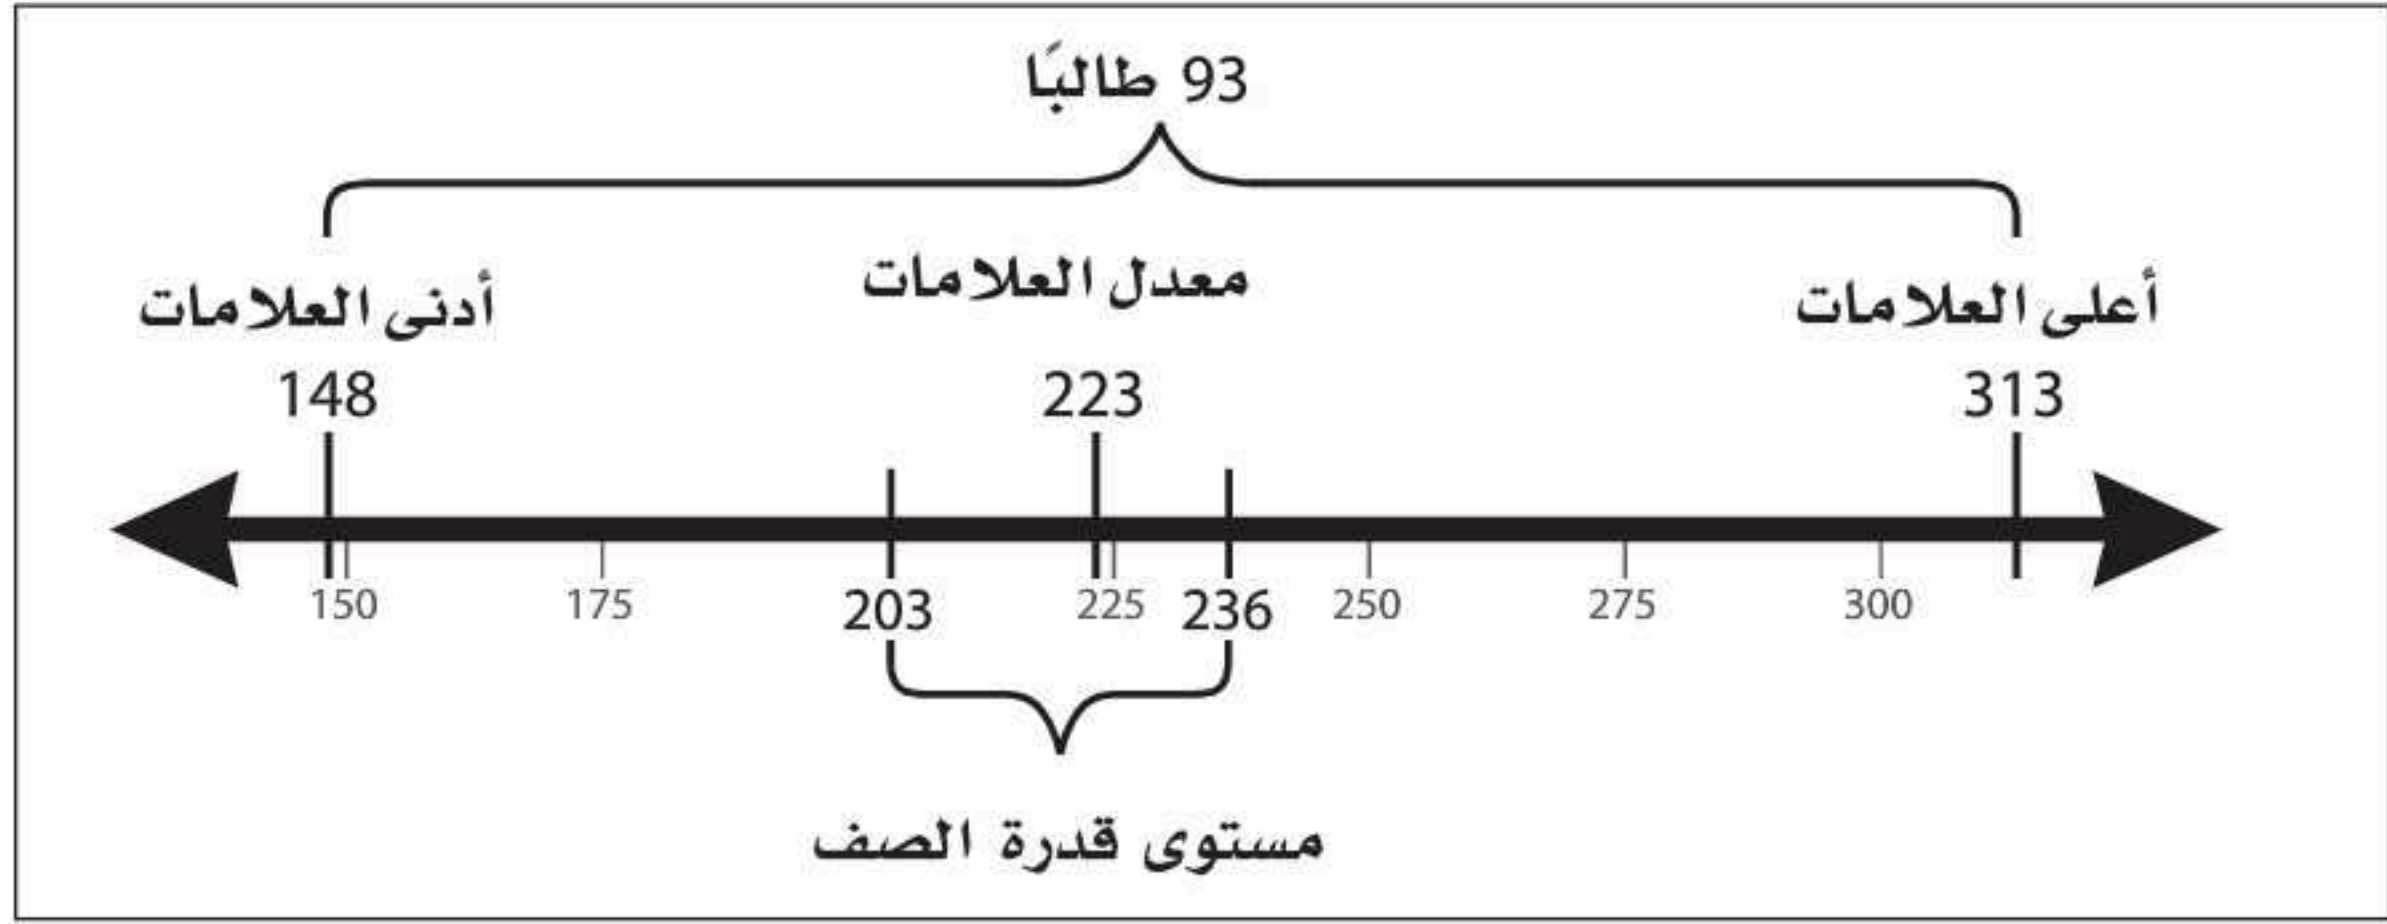 93 طالبًا
أدنى العلامات
معدل العلامات
أعلى العلامات
148
223
313
150
175
203
225
236
250
275
300
مستوى قدرة الصف